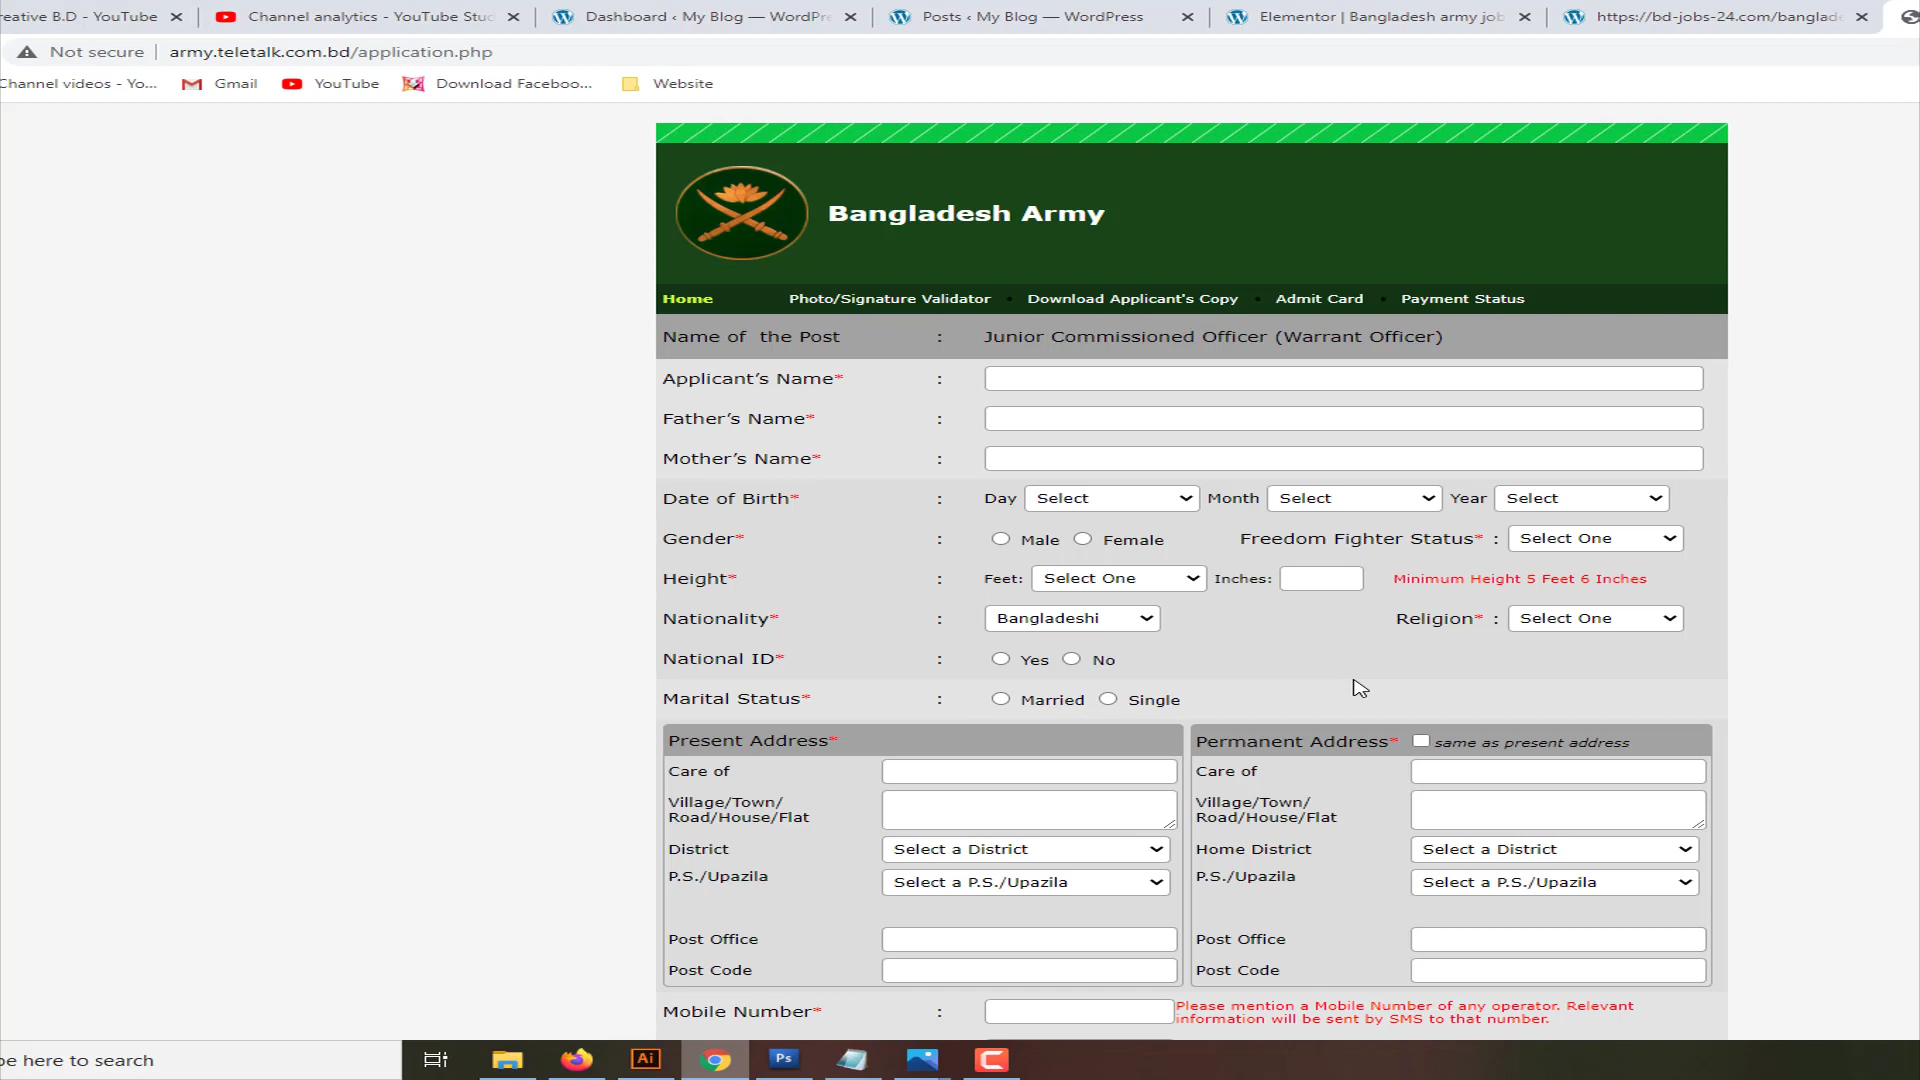 reative B.D - YouTube
Channel analytics - YouTube Stu
Dashboard ‹ My Blog — WordPr
Posts ‹ My Blog — WordPress
Elementor | Bangladesh army job
https://bd-jobs-24.com/banglade
Not secure army.teletalk.com.bd/application.php
Channel videos - Yo... Gmail YouTube Download Faceboo... Website
Bangladesh Army
Home Photo/Signature Validator Download Applicant's Copy Admit Card Payment Status
Name of the Post : Junior Commissioned Officer (Warrant Officer)
Applicant's Name* :
Father's Name* :
Mother's Name* :
Date of Birth* : Day Select Month Select Year Select
Gender* : Male Female Freedom Fighter Status* : Select One
Height* : Feet: Select One Inches: Minimum Height 5 Feet 6 Inches
Nationality* : Bangladeshi Religion* : Select One
National ID* : Yes No
Marital Status* : Married Single
Present Address*
Care of
Village/Town/
Road/House/Flat
District Select a District
P.S./Upazila Select a P.S./Upazila
Post Office
Post Code
Permanent Address* same as present address
Care of
Village/Town/
Road/House/Flat
Home District Select a District
P.S./Upazila Select a P.S./Upazila
Post Office
Post Code
Mobile Number* : Please mention a Mobile Number of any operator. Relevant
information will be sent by SMS to that number.
pe here to search
Ai
Ps